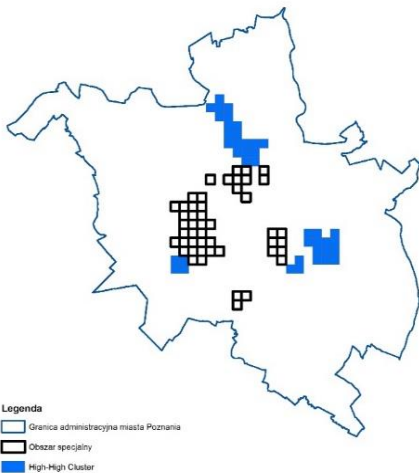 Legenda
Granica administracyjna miasta Poznania
Obszar specjalny
High-High Cluster